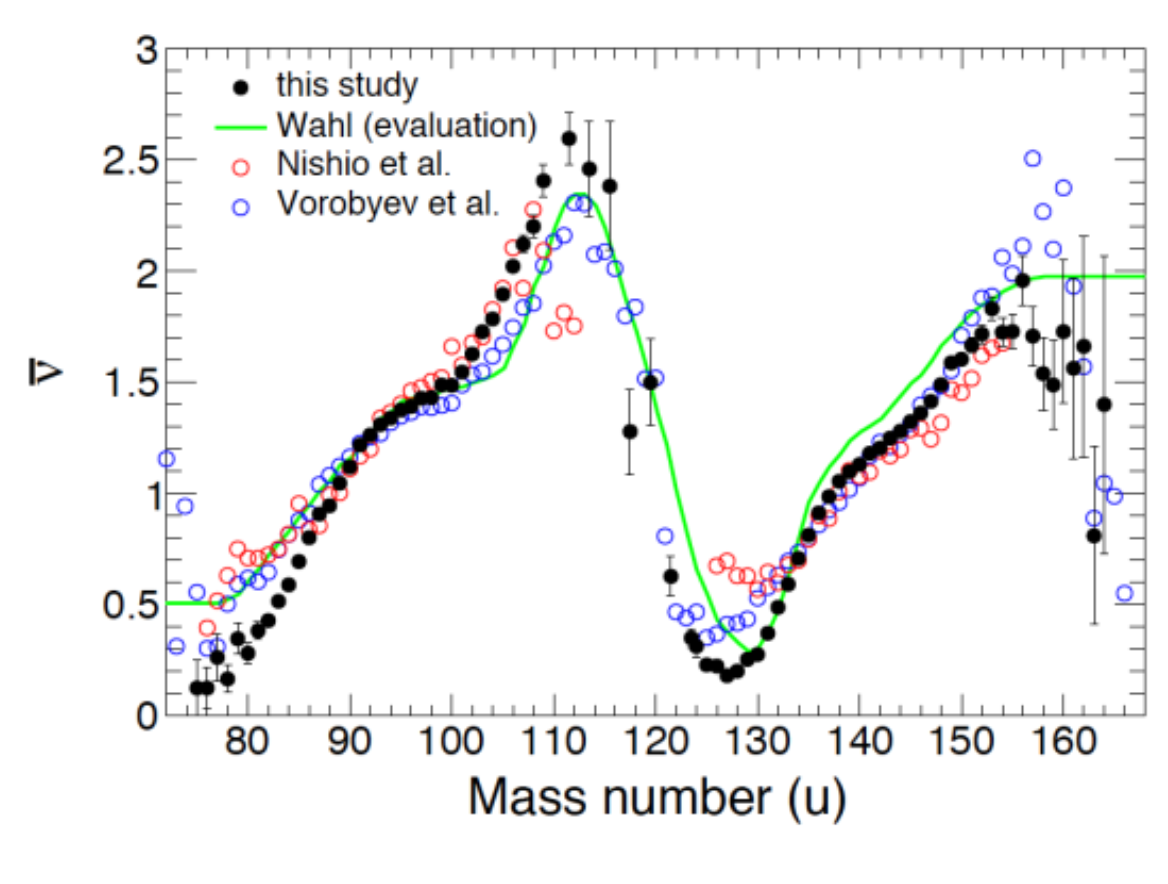 3
2.5
2
1.5
1
0.5
0
this study
Wahl (evaluation)
Nishio et al.
Vorobyev et al.
ν̅
80 90 100 110 120 130 140 150 160
Mass number (u)